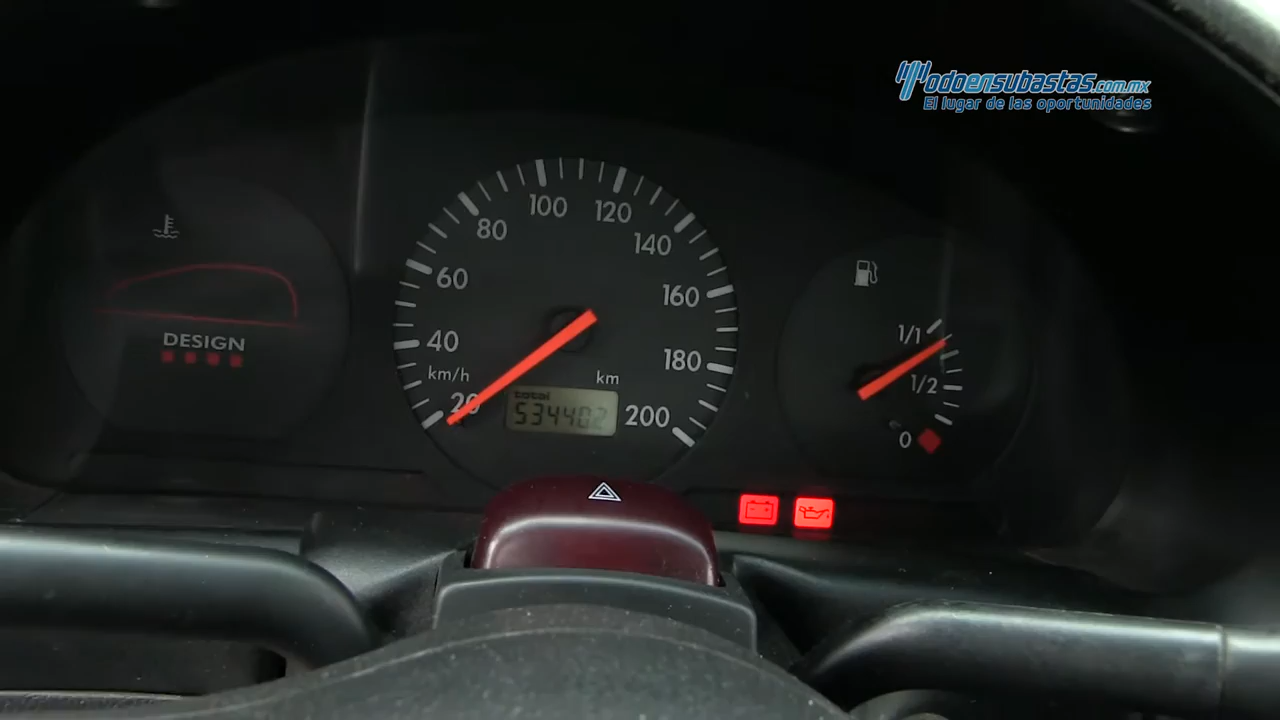 Todoensubastas.com.mx
El lugar de las oportunidades
100
120
80
140
60
160
40
180
km/h
km
20
200
total
534402
DESIGN
1/1
1/2
0